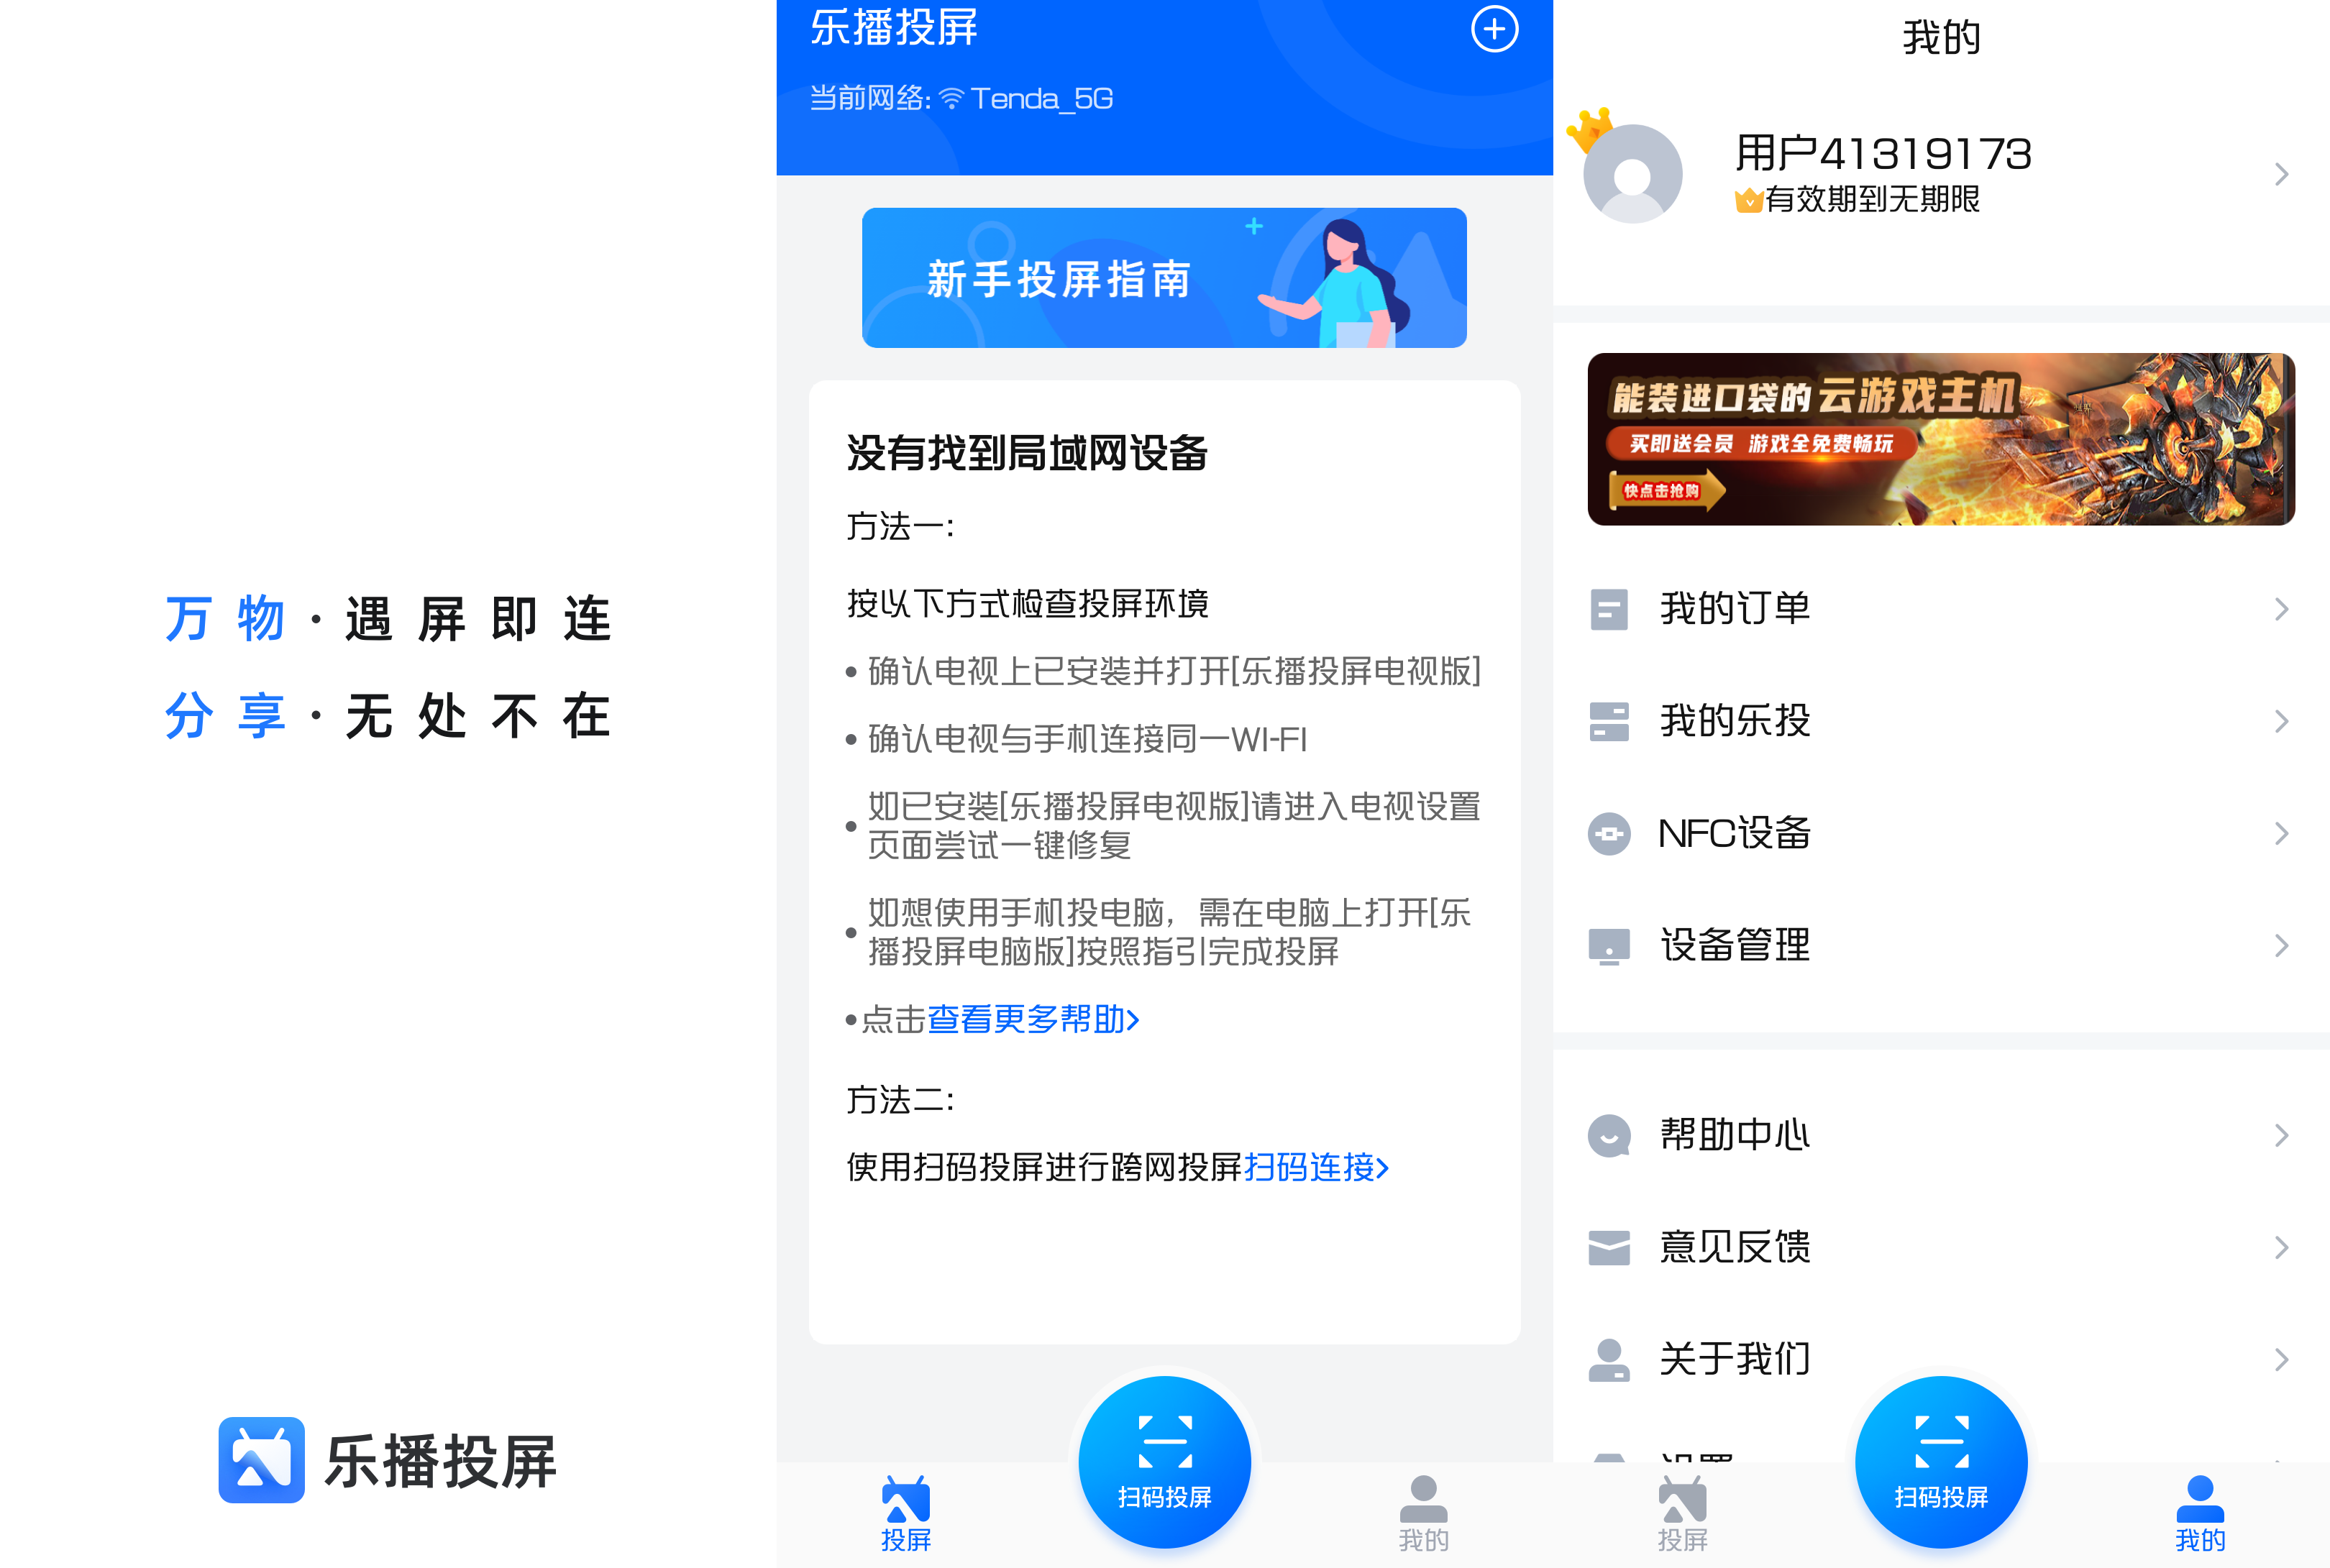 万物·遇屏即连
分享·无处不在
乐播投屏
乐播投屏
当前网络: Tenda_5G
新手投屏指南
没有找到局域网设备
方法一:
按以下方式检查投屏环境
• 确认电视上已安装并打开[乐播投屏电视版]
• 确认电视与手机连接同一WI-FI
• 如已安装[乐播投屏电视版]请进入电视设置
页面尝试一键修复
• 如想使用手机投电脑，需在电脑上打开[乐
播投屏电脑版]按照指引完成投屏
•点击查看更多帮助>
方法二:
使用扫码投屏进行跨网投屏扫码连接>
投屏
扫码投屏
我的
我的
用户41319173
有效期到无期限
能装进口袋的云游戏主机
买即送会员 游戏全免费畅玩
快点击抢购
我的订单
我的乐投
NFC设备
设备管理
帮助中心
意见反馈
关于我们
设置
投屏
扫码投屏
我的